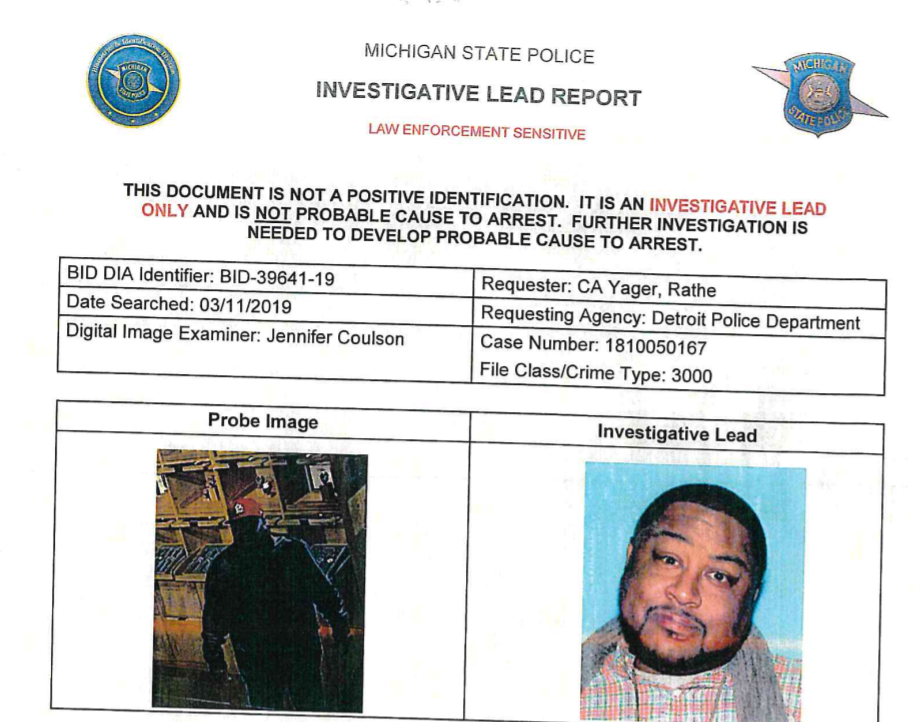 MICHIGAN STATE POLICE
INVESTIGATIVE LEAD REPORT
LAW ENFORCEMENT SENSITIVE
MICHIGAN
STATE POLICE
MICHIGAN
STATE POLICE
THIS DOCUMENT IS NOT A POSITIVE IDENTIFICATION. IT IS AN INVESTIGATIVE LEAD
ONLY AND IS NOT PROBABLE CAUSE TO ARREST. FURTHER INVESTIGATION IS
NEEDED TO DEVELOP PROBABLE CAUSE TO ARREST.
BID DIA Identifier: BID-39641-19
Requester: CA Yager, Rathe
Date Searched: 03/11/2019
Requesting Agency: Detroit Police Department
Digital Image Examiner: Jennifer Coulson
Case Number: 1810050167
File Class/Crime Type: 3000
Probe Image
Investigative Lead